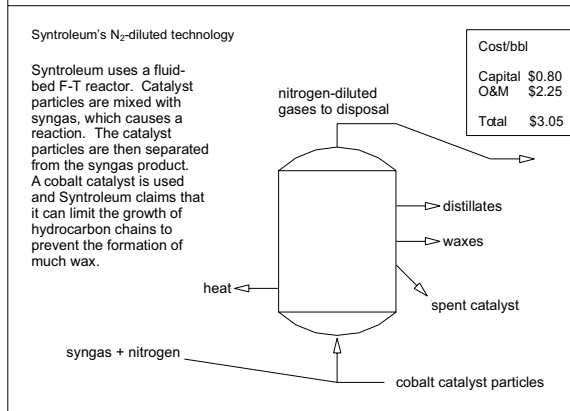 Syntroleum's N2-diluted technology
Syntroleum uses a fluid-
bed F-T reactor. Catalyst
particles are mixed with
syngas, which causes a
reaction. The catalyst
particles are then separated
from the syngas product.
A cobalt catalyst is used
and Syntroleum claims that
it can limit the growth of
hydrocarbon chains to
prevent the formation of
much wax.
Cost/bbl
Capital $0.80
O&M $2.25
Total $3.05
nitrogen-diluted
gases to disposal
distillates
waxes
heat
spent catalyst
syngas + nitrogen
cobalt catalyst particles